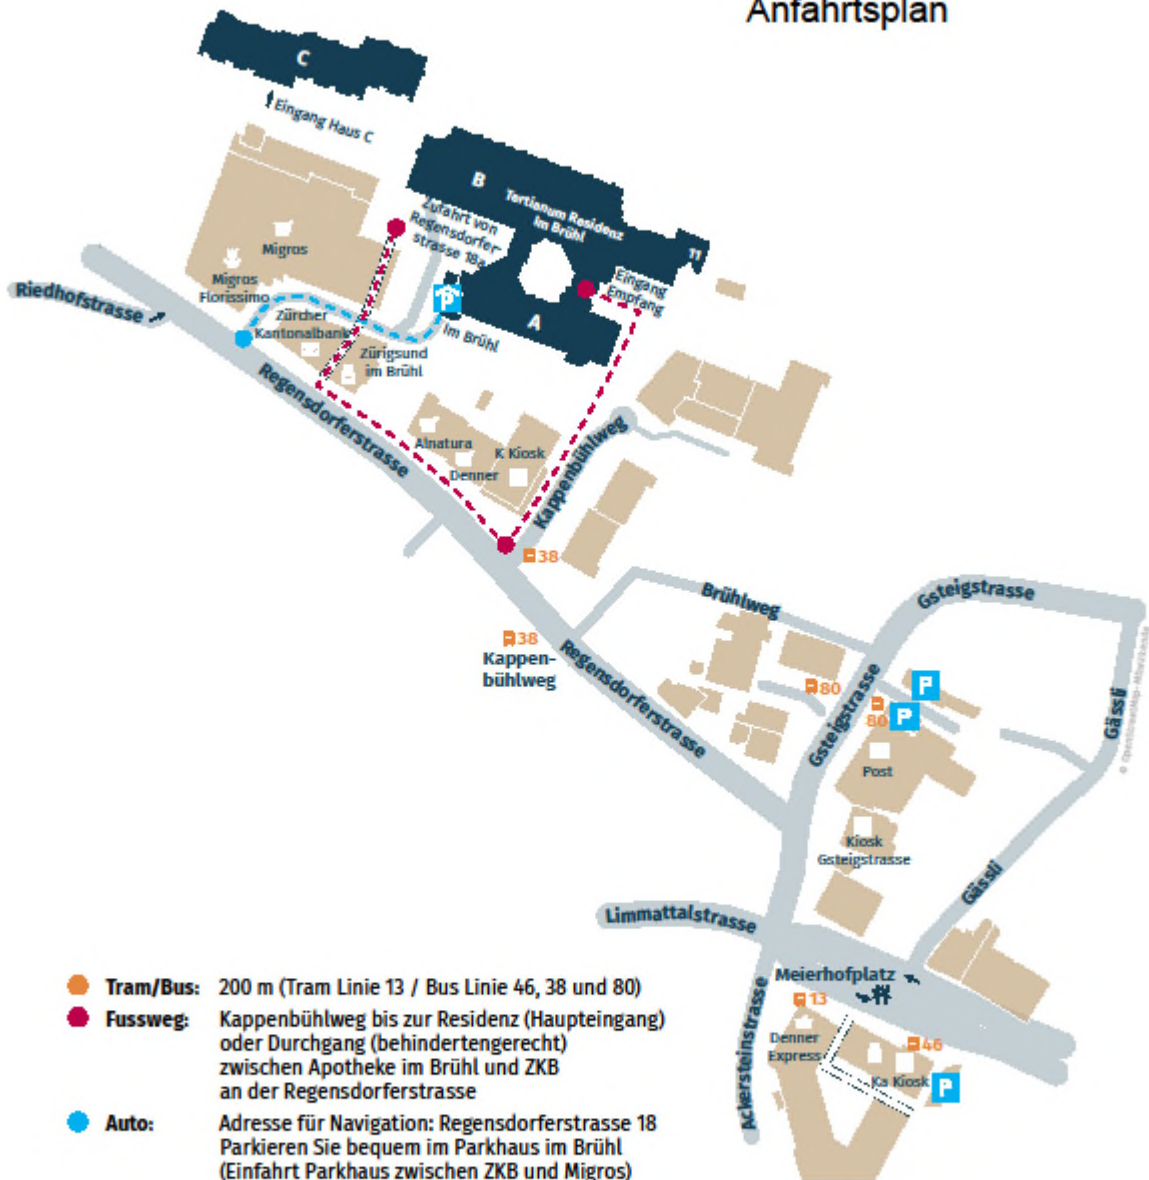 Anfahrtsplan
C
Eingang Haus C
B
Tertianum Residenz
Im Brühl
11
Zufahrt von
Regensdorfer-
strasse 18a
Eingang
Empfang
Migros
Migros
Florissimo
Riedhofstrasse
Zürcher
Kantonalbank
P
A
Im Brühl
Zürigsund
im Brühl
Regensdorferstrasse
Alnatura
K Kiosk
Denner
Kappenbühlweg
38
38
Kappen-
bühlweg
Brühlweg
Gsteigstrasse
Regensdorferstrasse
80
P
80
P
Gsteigstrasse
Gässli
Post
Kiosk
Gsteigstrasse
Gässli
Limmattalstrasse
Meierhofplatz
13
Denner
Express
46
Ka Kiosk
P
Ackersteinstrasse
Tram/Bus: 200 m (Tram Linie 13 / Bus Linie 46, 38 und 80)
Fussweg: Kappenbühlweg bis zur Residenz (Haupteingang)
oder Durchgang (behindertengerecht)
zwischen Apotheke im Brühl und ZKB
an der Regensdorferstrasse
Auto: Adresse für Navigation: Regensdorferstrasse 18
Parkieren Sie bequem im Parkhaus im Brühl
(Einfahrt Parkhaus zwischen ZKB und Migros)